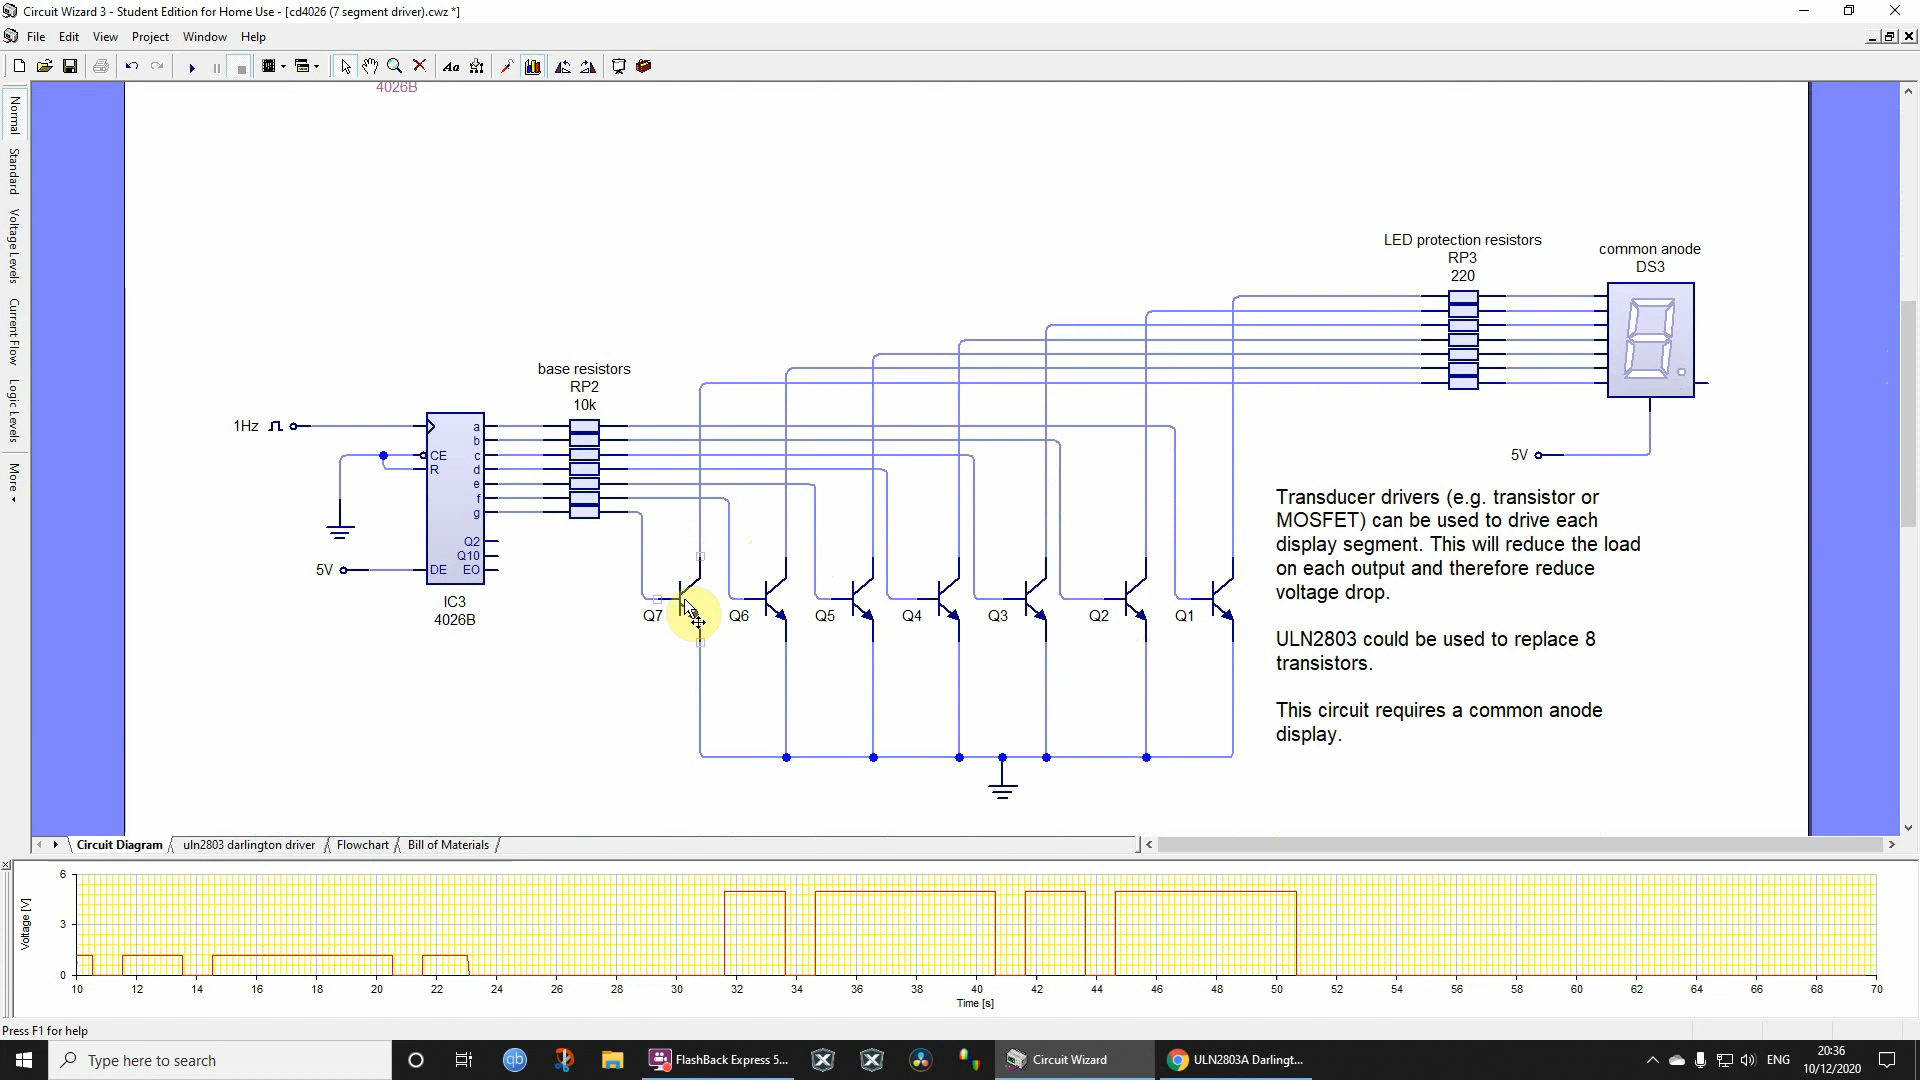 Circuit Wizard 3 - Student Edition for Home Use - [cd4026 (7 segment driver).cwz *]
File Edit View Project Window Help
Aa
Normal
Standard
Voltage Levels
Current Flow
Logic Levels
More
4026B
LED protection resistors
RP3
220
common anode
DS3
base resistors
RP2
10k
1Hz
CE
R
a
b
c
d
e
f
g
Q2
Q10
5V
DE EO
IC3
4026B
5V
Q7 Q6 Q5 Q4 Q3 Q2 Q1
Transducer drivers (e.g. transistor or
MOSFET) can be used to drive each
display segment. This will reduce the load
on each output and therefore reduce
voltage drop.
ULN2803 could be used to replace 8
transistors.
This circuit requires a common anode
display.
Circuit Diagram uln2803 darlington driver Flowchart Bill of Materials
Voltage [V]
6
3
0
10 12 14 16 18 20 22 24 26 28 30 32 34 36 38 40 42 44 46 48 50 52 54 56 58 60 62 64 66 68 70
Time [s]
Press F1 for help
Type here to search
qb
FlashBack Express 5...
Circuit Wizard
ULN2803A Darlingt...
ENG
20:36
10/12/2020